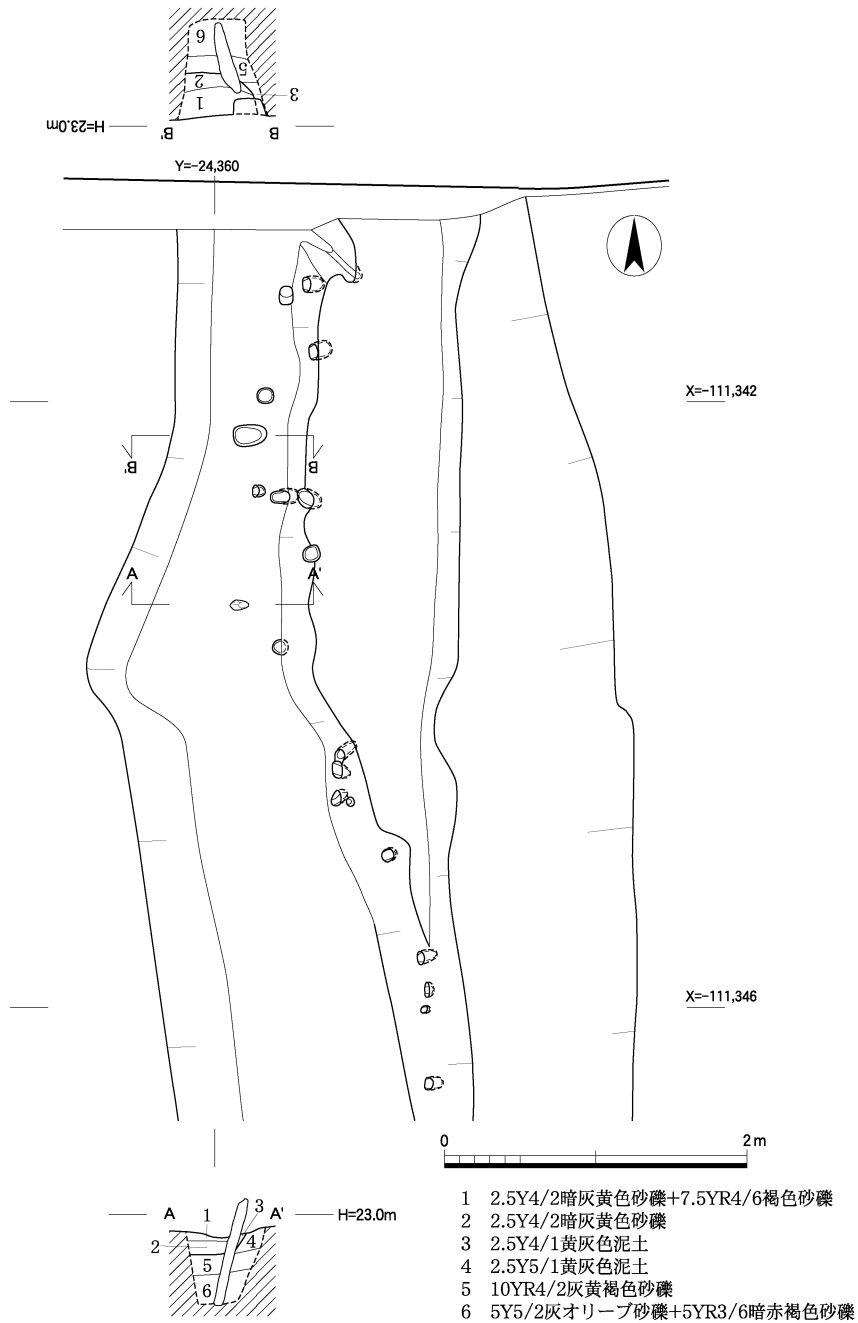 6
5
2
3
1
H=23.0m
B'
B
Y=-24,360
X=-111,342
B'
B
A
A'
X=-111,346
0 2m
A 1 3 A' H=23.0m
2 4
5
6
1 2.5Y4/2暗灰黄色砂礫+7.5YR4/6褐色砂礫
2 2.5Y4/2暗灰黄色砂礫
3 2.5Y4/1黄灰色泥土
4 2.5Y5/1黄灰色泥土
5 10YR4/2灰黄褐色砂礫
6 5Y5/2灰オリーブ砂礫+5YR3/6暗赤褐色砂礫